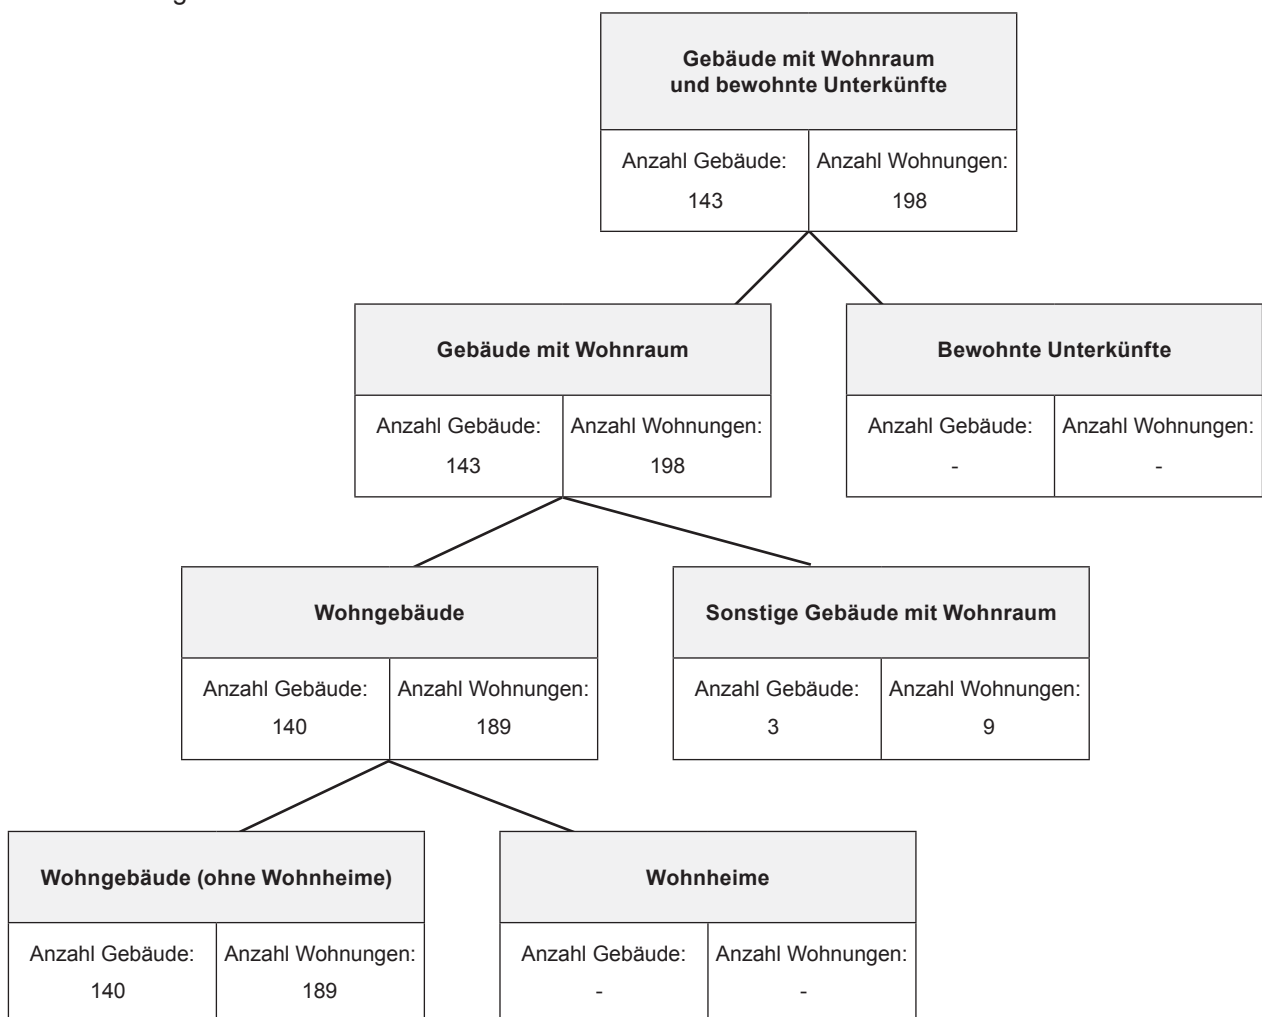 Gebäude mit Wohnraum
und bewohnte Unterkünfte
Anzahl Gebäude: Anzahl Wohnungen:
143 198
Gebäude mit Wohnraum
Anzahl Gebäude: Anzahl Wohnungen:
143 198
Bewohnte Unterkünfte
Anzahl Gebäude: Anzahl Wohnungen:
- -
Wohngebäude
Anzahl Gebäude: Anzahl Wohnungen:
140 189
Sonstige Gebäude mit Wohnraum
Anzahl Gebäude: Anzahl Wohnungen:
3 9
Wohngebäude (ohne Wohnheime)
Anzahl Gebäude: Anzahl Wohnungen:
140 189
Wohnheime
Anzahl Gebäude: Anzahl Wohnungen:
- -